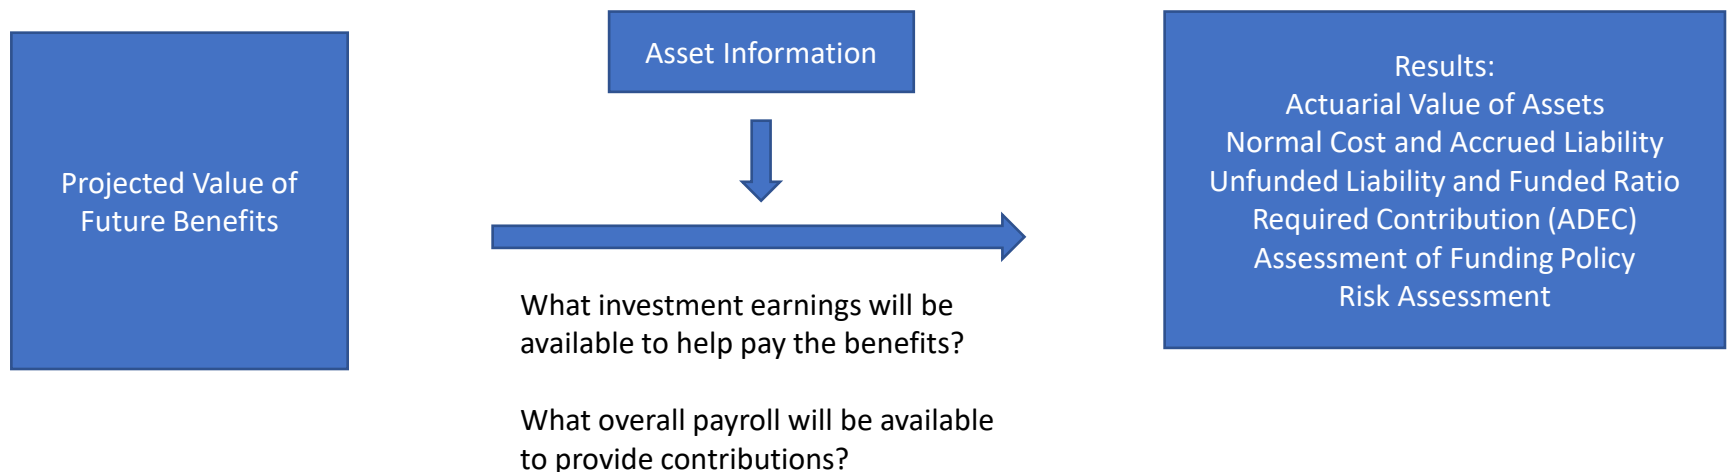 Projected Value of
Future Benefits
Asset Information
What investment earnings will be
available to help pay the benefits?
What overall payroll will be available
to provide contributions?
Results:
Actuarial Value of Assets
Normal Cost and Accrued Liability
Unfunded Liability and Funded Ratio
Required Contribution (ADEC)
Assessment of Funding Policy
Risk Assessment